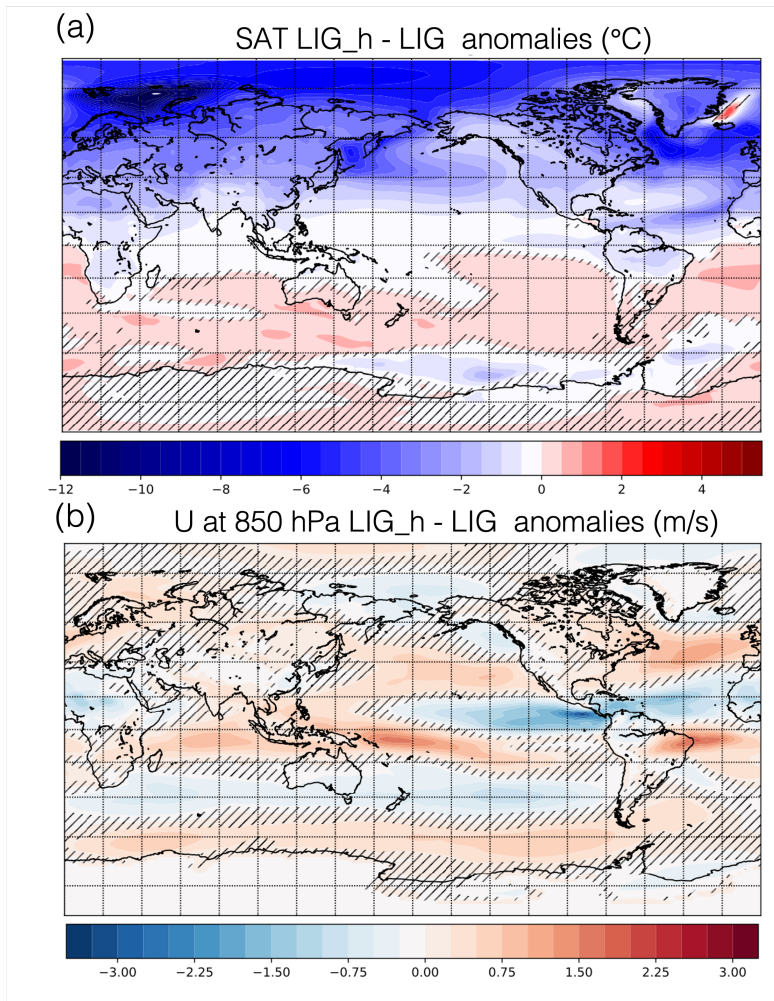 (a)
SAT LIG_h - LIG anomalies (°C)
−12 −10 −8 −6 −4 −2 0 2 4
(b)
U at 850 hPa LIG_h - LIG anomalies (m/s)
−3.00 −2.25 −1.50 −0.75 0.00 0.75 1.50 2.25 3.00